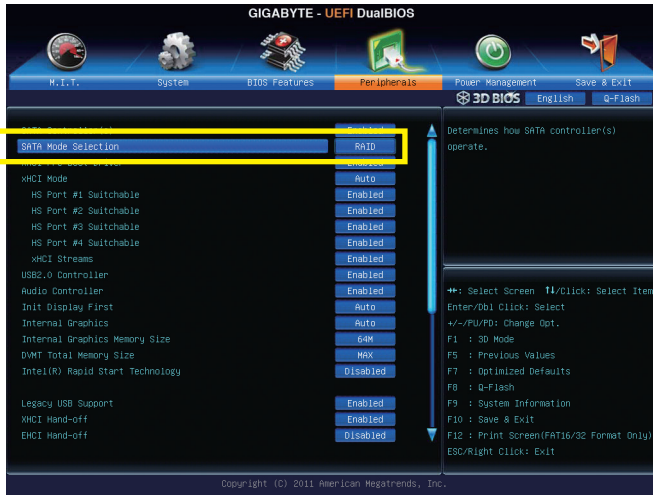 GIGABYTE - UEFI DualBIOS
M.I.T. System BIOS Features Peripherals Power Management Save & Exit
3D BIOS English Q-Flash
SATA Controller(s) Enabled
SATA Mode Selection RAID
xHCI Pre-Boot Driver Enabled
xHCI Mode Auto
HS Port #1 Switchable Enabled
HS Port #2 Switchable Enabled
HS Port #3 Switchable Enabled
HS Port #4 Switchable Enabled
xHCI Streams Enabled
USB2.0 Controller Enabled
Audio Controller Enabled
Init Display First Auto
Internal Graphics Auto
Internal Graphics Memory Size 64M
DVMT Total Memory Size MAX
Intel(R) Rapid Start Technology Disabled
Legacy USB Support Enabled
XHCI Hand-off Enabled
EHCI Hand-off Disabled
Determines how SATA controller(s)
operate.
→←: Select Screen ↑↓/Click: Select Item
Enter/Dbl Click: Select
+/-/PU/PD: Change Opt.
F1 : 3D Mode
F5 : Previous Values
F7 : Optimized Defaults
F8 : Q-Flash
F9 : System Information
F10 : Save & Exit
F12 : Print Screen(FAT16/32 Format Only)
ESC/Right Click: Exit
Copyright (C) 2011 American Megatrends, Inc.